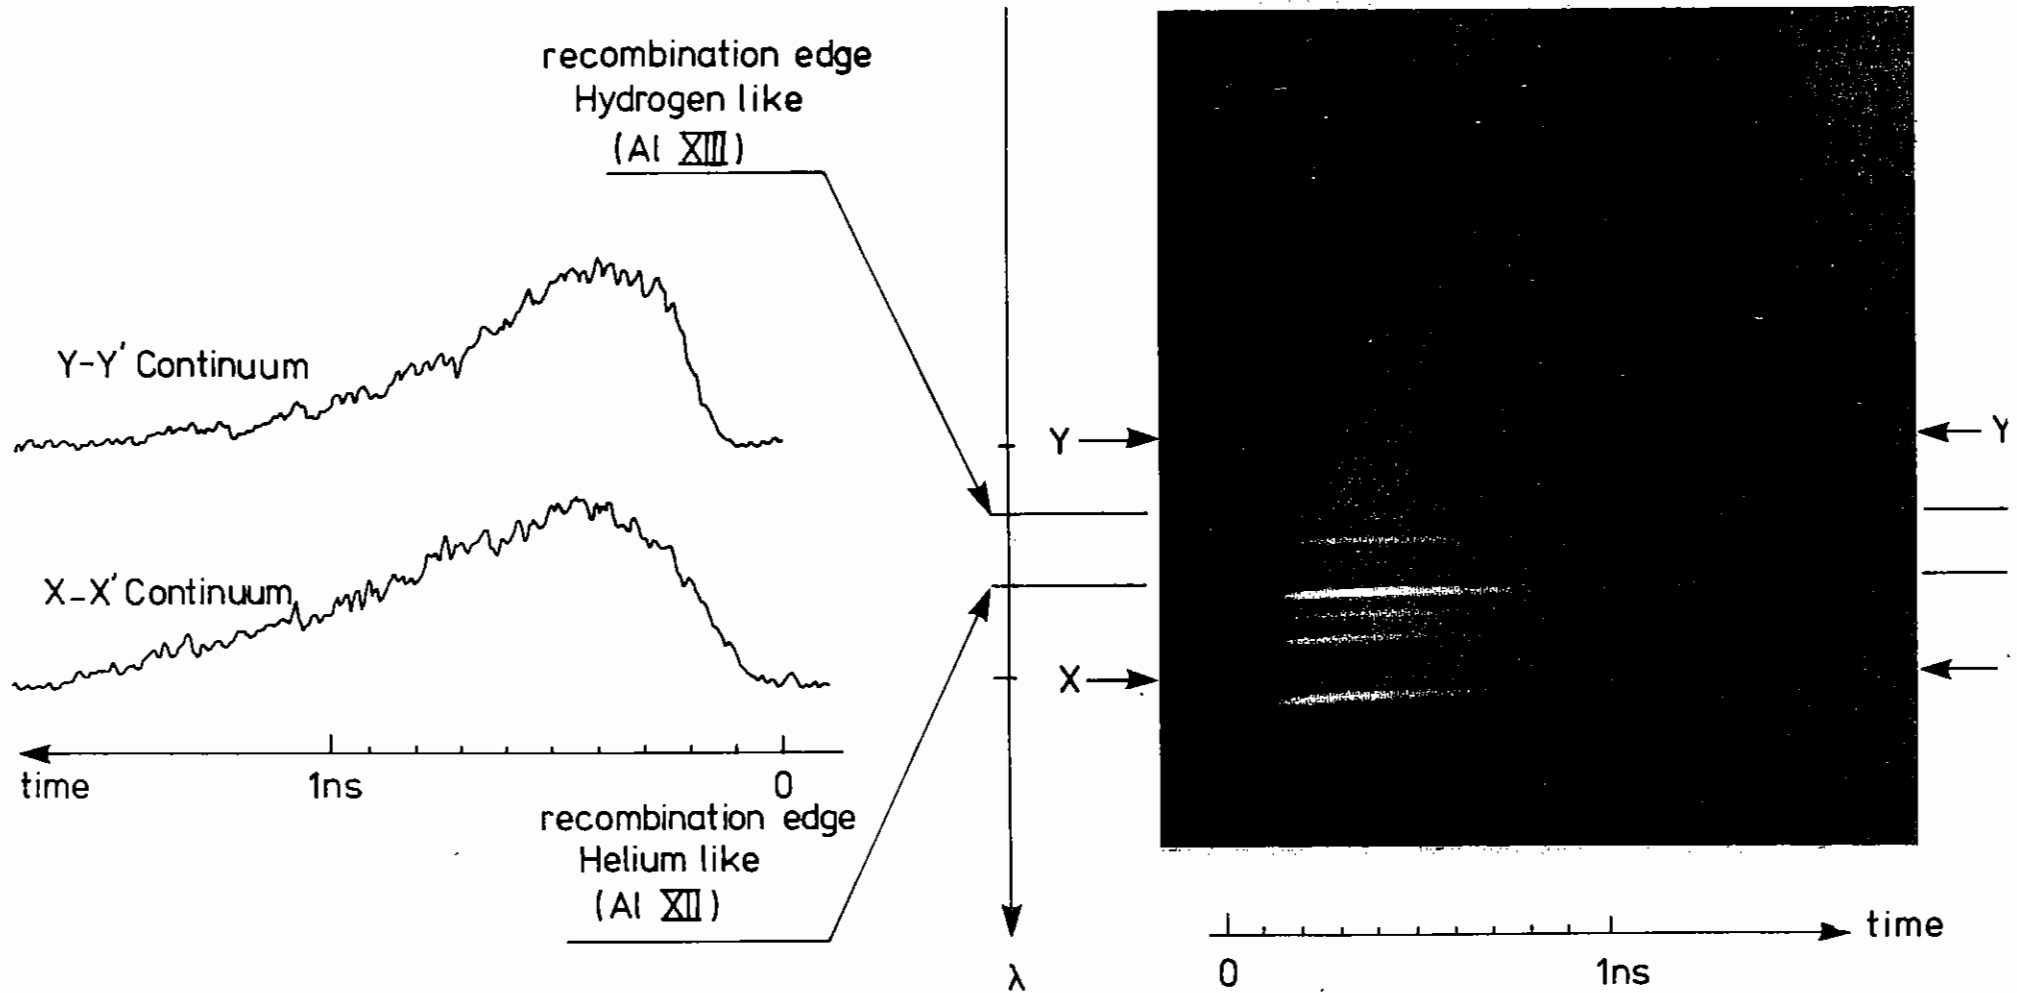 recombination edge
Hydrogen like
(Al XIII)
Y-Y' Continuum
X-X' Continuum
time
1ns
0
recombination edge
Helium like
(Al XII)
λ
Y
X
Y
0
1ns
time